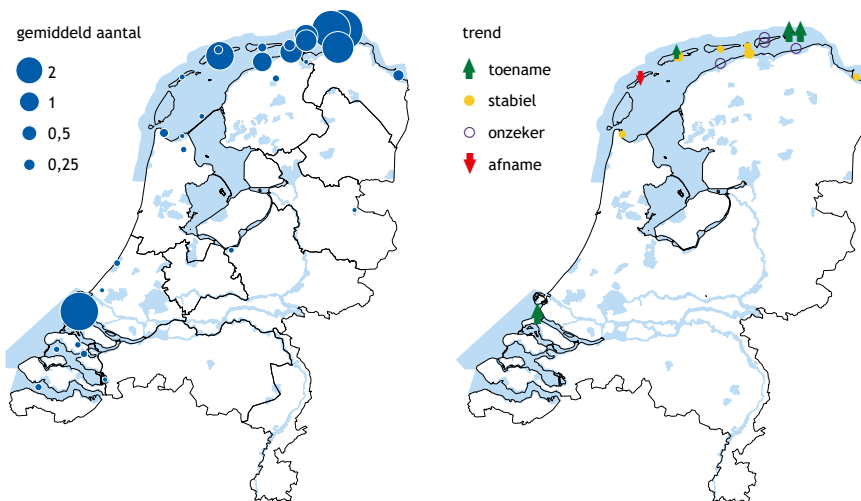 gemiddeld aantal
2
1
0,5
0,25
trend
toename
stabiel
onzeker
afname